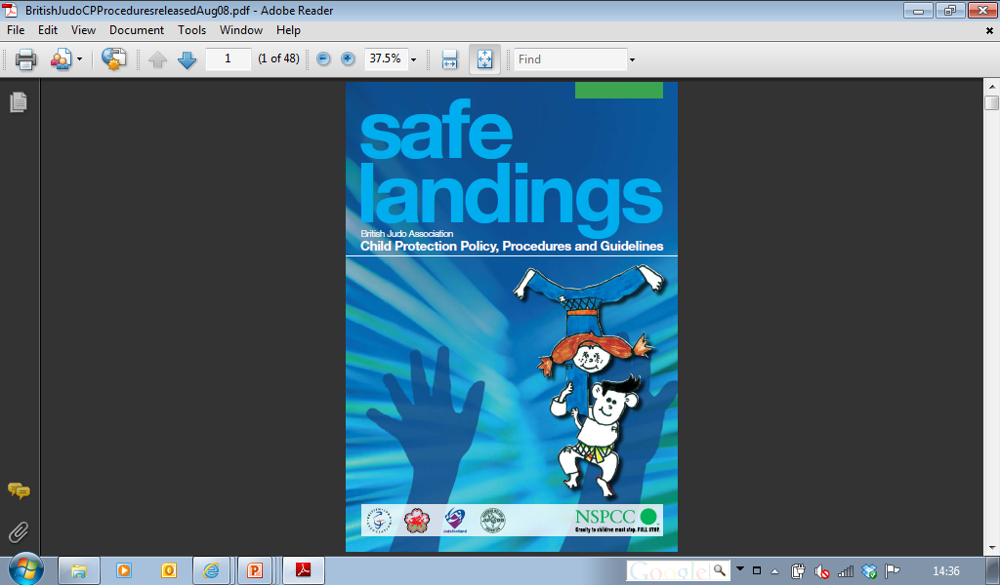 BritishJudoCPProceduresreleasedAug08.pdf - Adobe Reader
File Edit View Document Tools Window Help
1 (1 of 48) 37.5% Find
safe
landings
British Judo Association
Child Protection Policy, Procedures and Guidelines
JudoScotland
NSPCC
Cruelty to children must stop. FULL STOP.
Google
14:36